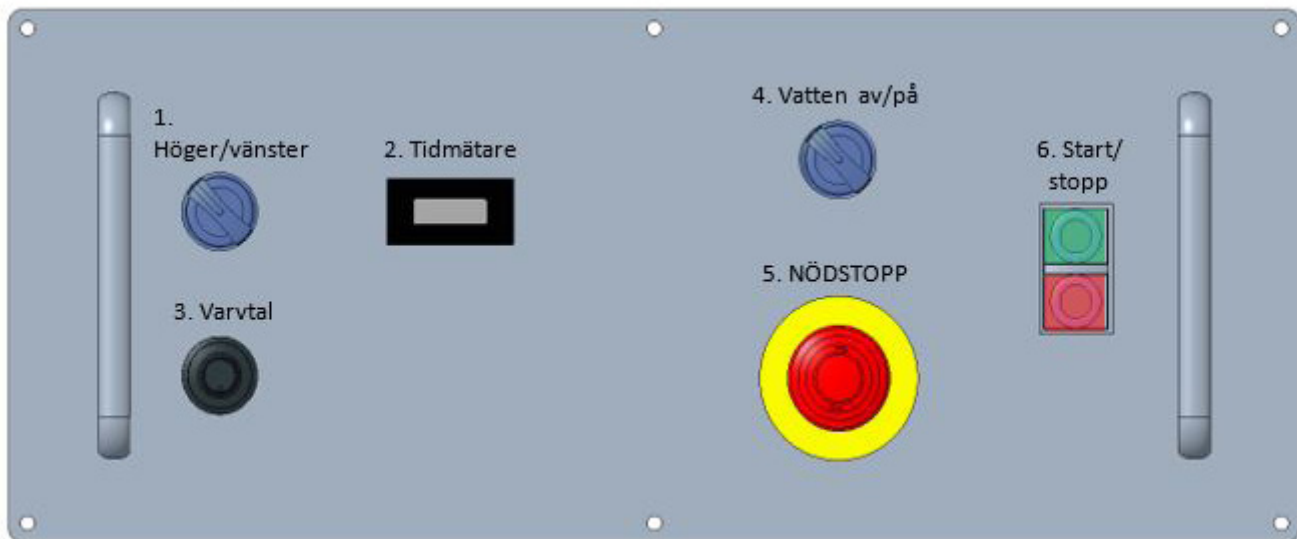 1.
Höger/vänster
2. Tidmätare
3. Varvtal
4. Vatten av/på
5. NÖDSTOPP
6. Start/
stopp